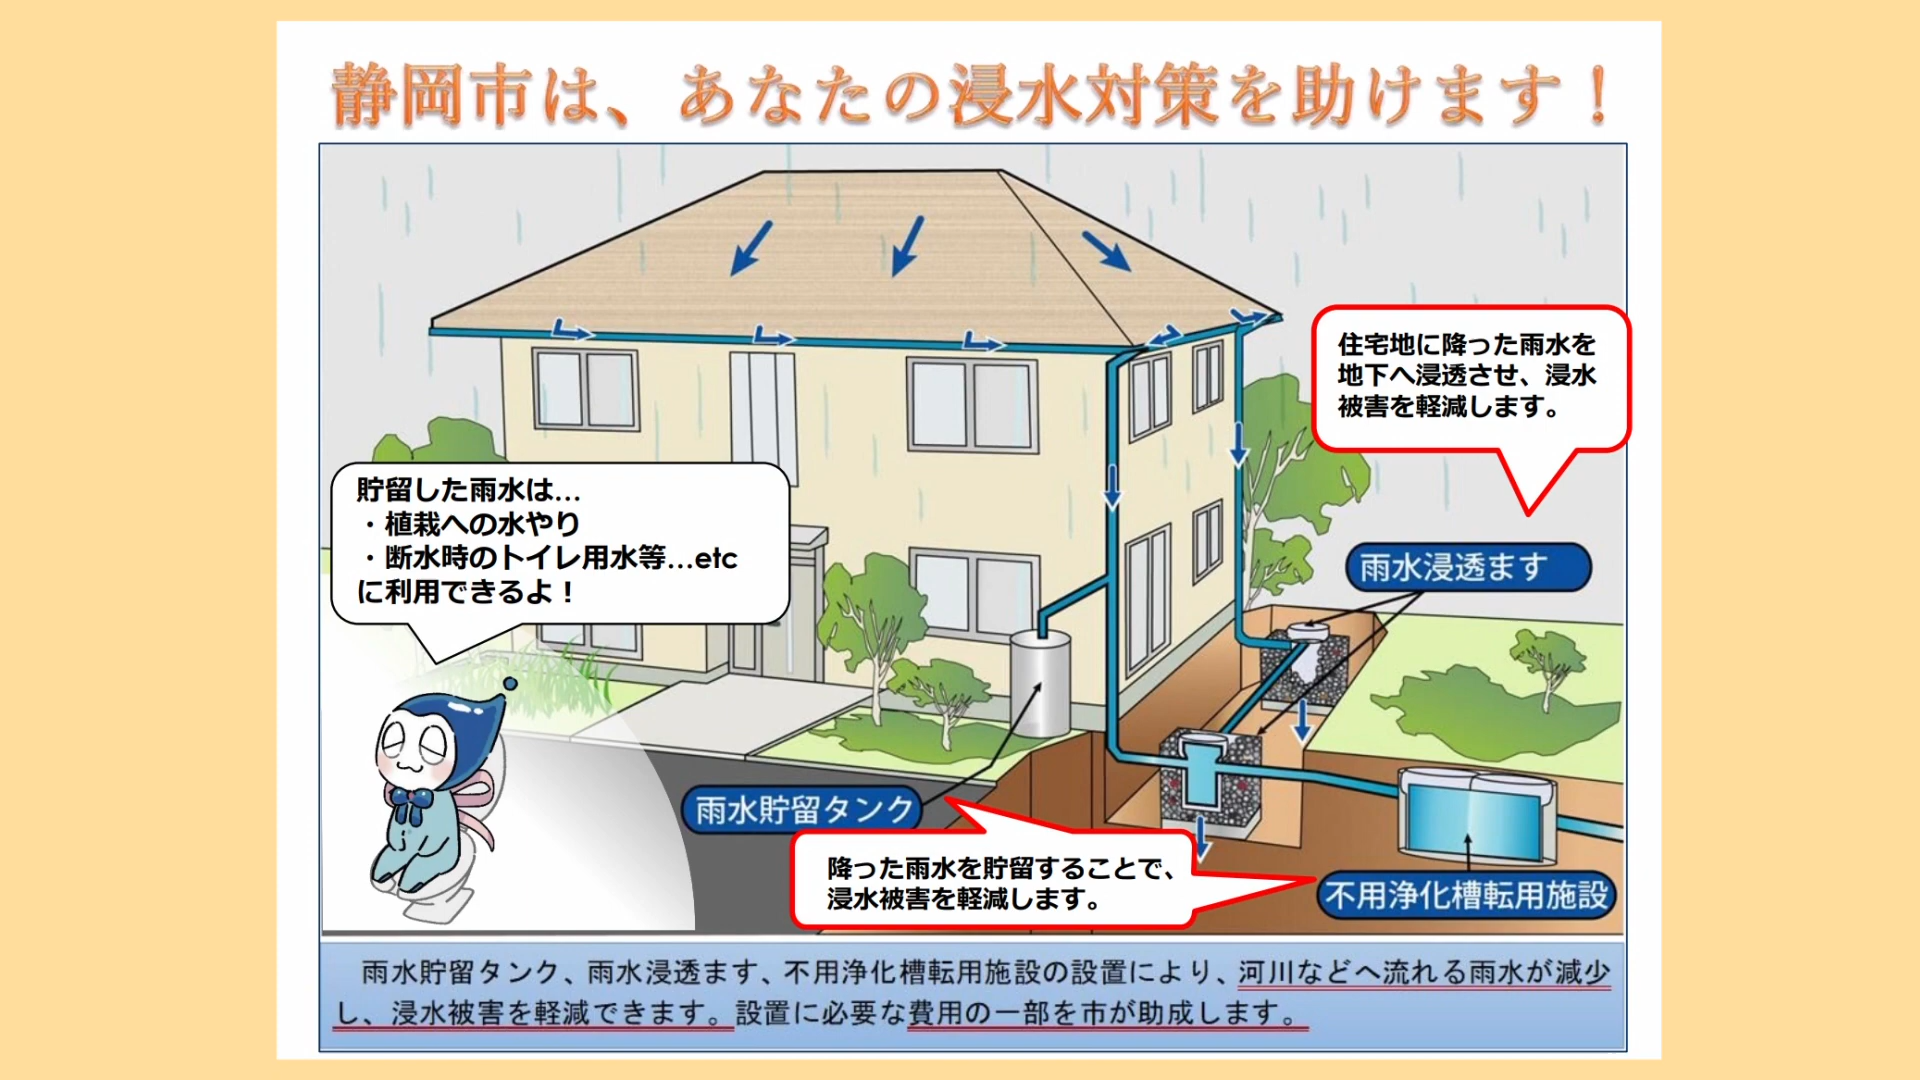 静岡市は、あなたの浸水対策を助けます！
住宅地に降った雨水を
地下へ浸透させ、浸水
被害を軽減します。
貯留した雨水は…
・植栽への水やり
・断水時のトイレ用水等…etc
に利用できるよ！
雨水浸透ます
雨水貯留タンク
降った雨水を貯留することで、
浸水被害を軽減します。
不用浄化槽転用施設
雨水貯留タンク、雨水浸透ます、不用浄化槽転用施設の設置により、河川などへ流れる雨水が減少
し、浸水被害を軽減できます。設置に必要な費用の一部を市が助成します。